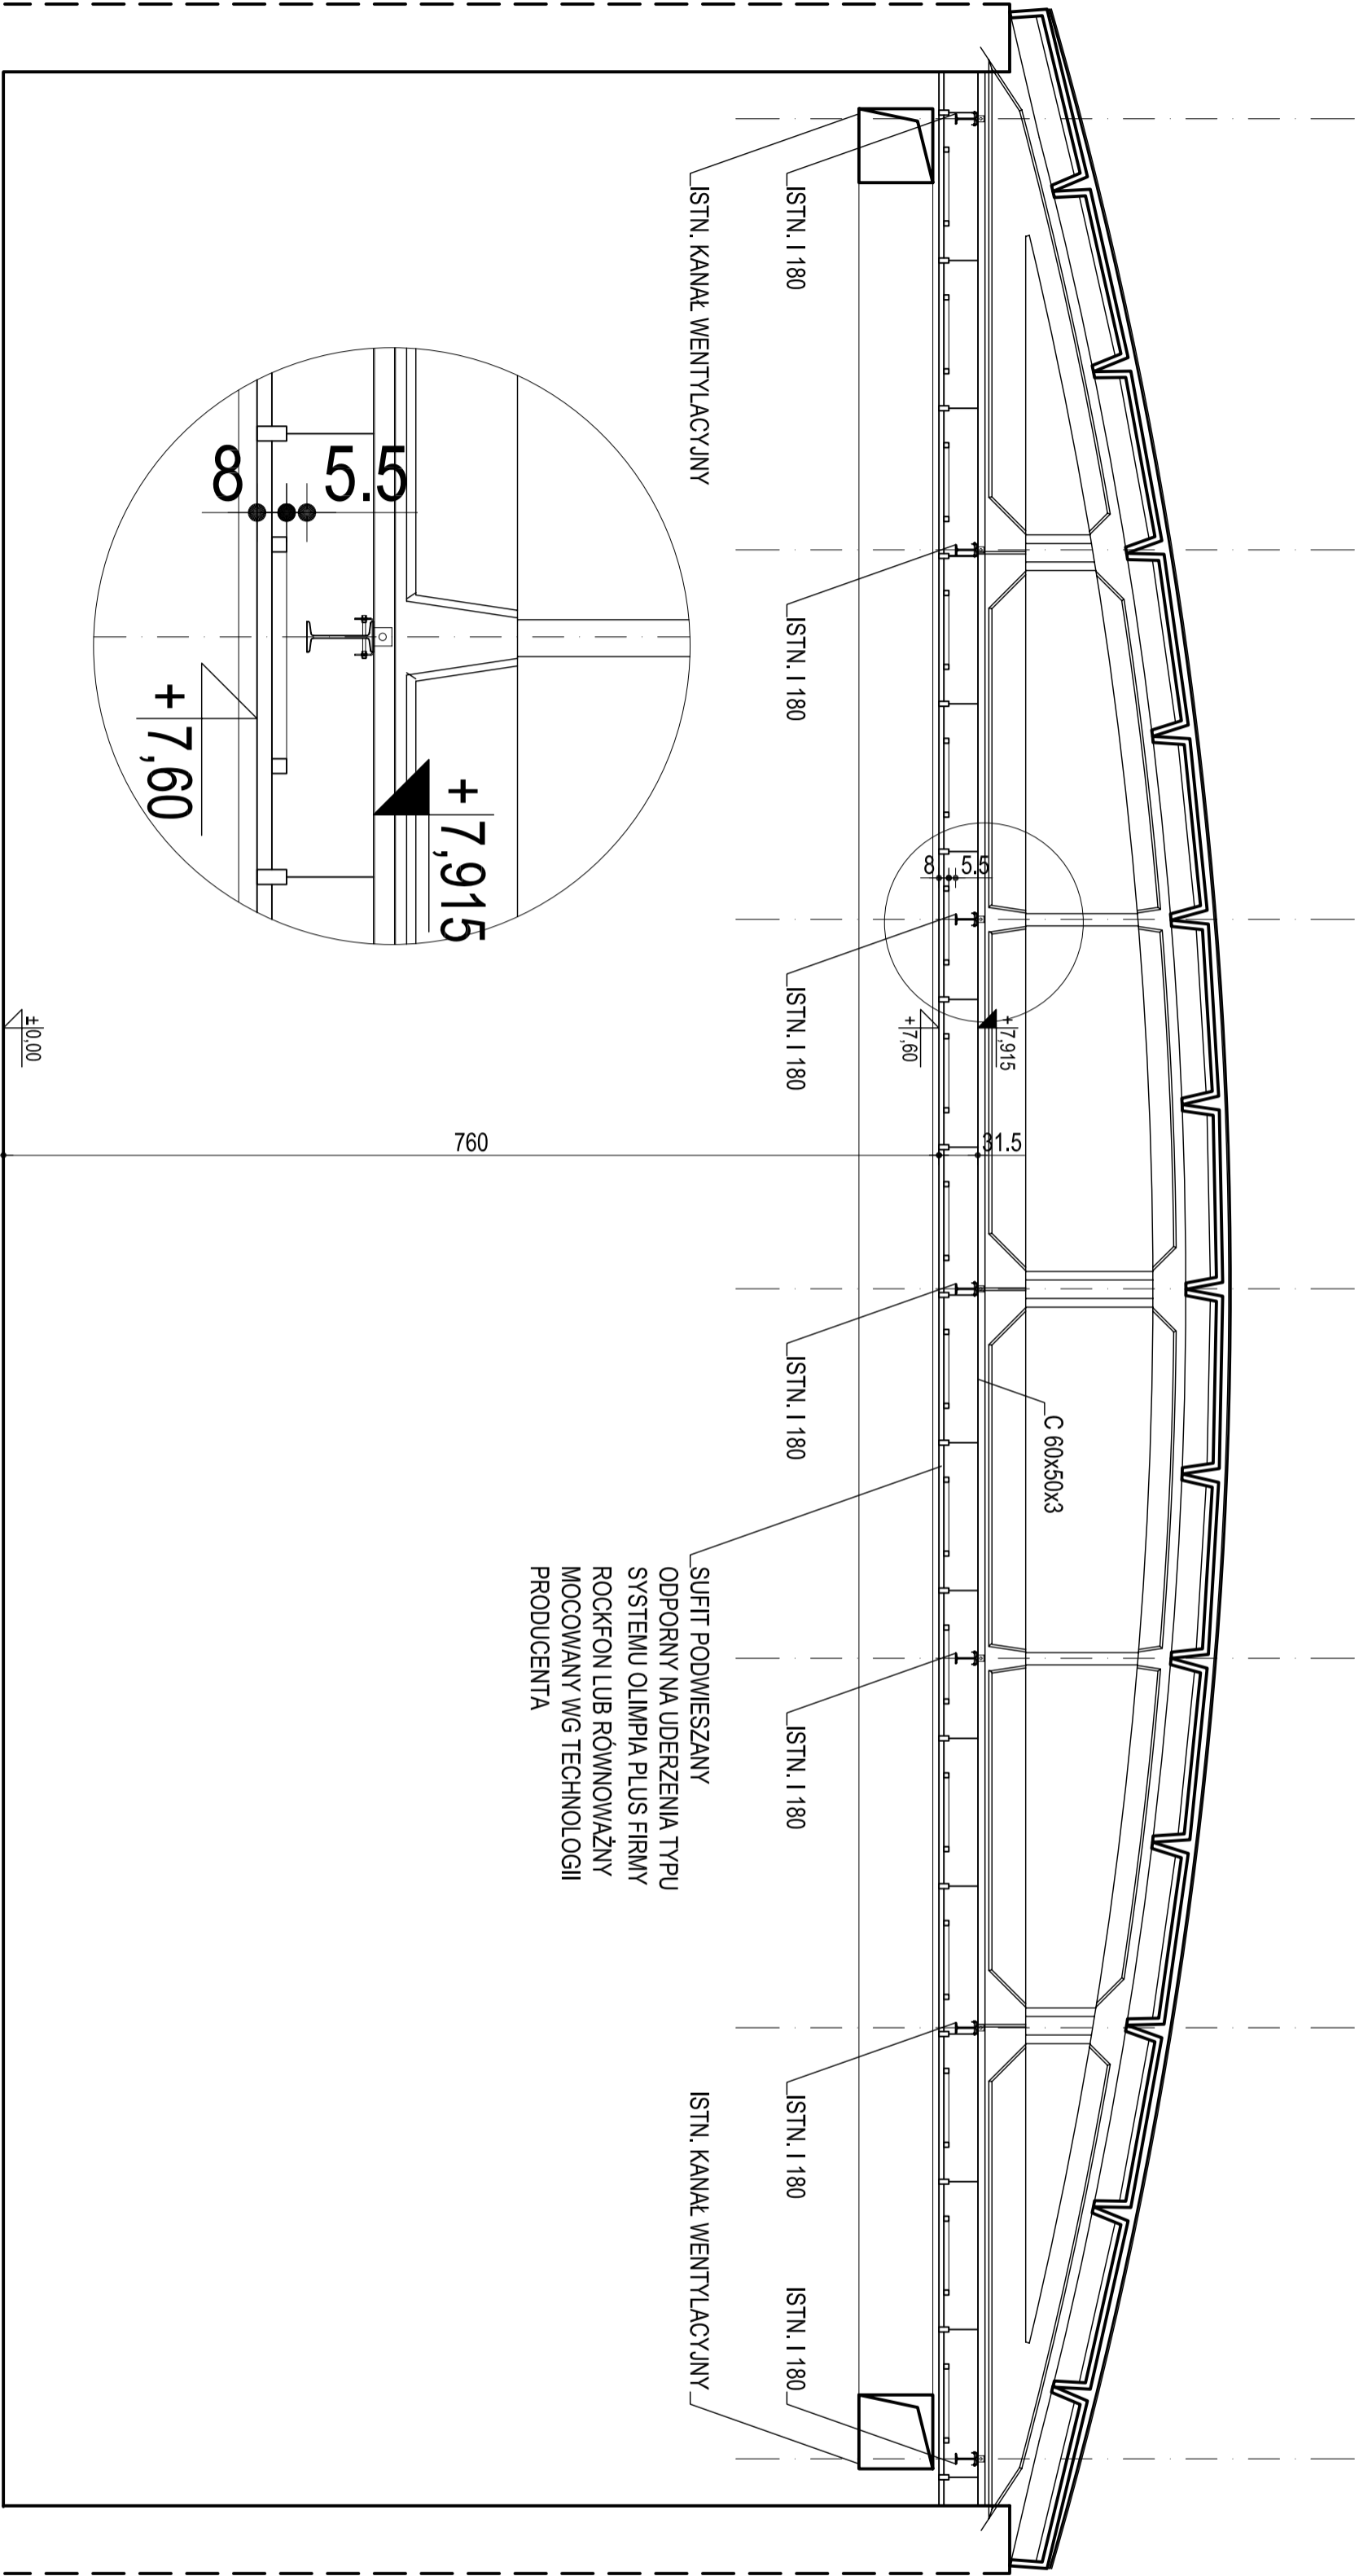 C 60x50x3
+7,915
31.5
+7,60
8
5.5
ISTN. I 180
ISTN. I 180
ISTN. I 180
ISTN. I 180
ISTN. I 180
ISTN. I 180
ISTN. I 180
ISTN. KANAŁ WENTYLACYJNY
SUFIT PODWIESZANY
ODPORNY NA UDERZENIA TYPU
SYSTEMU OLIMPIA PLUS FIRMY
ROCKFON LUB RÓWNOWAŻNY
MOCOWANY WG TECHNOLOGII
PRODUCENTA
ISTN. KANAŁ WENTYLACYJNY
+7,915
5.5
8
+7,60
760
±0,00